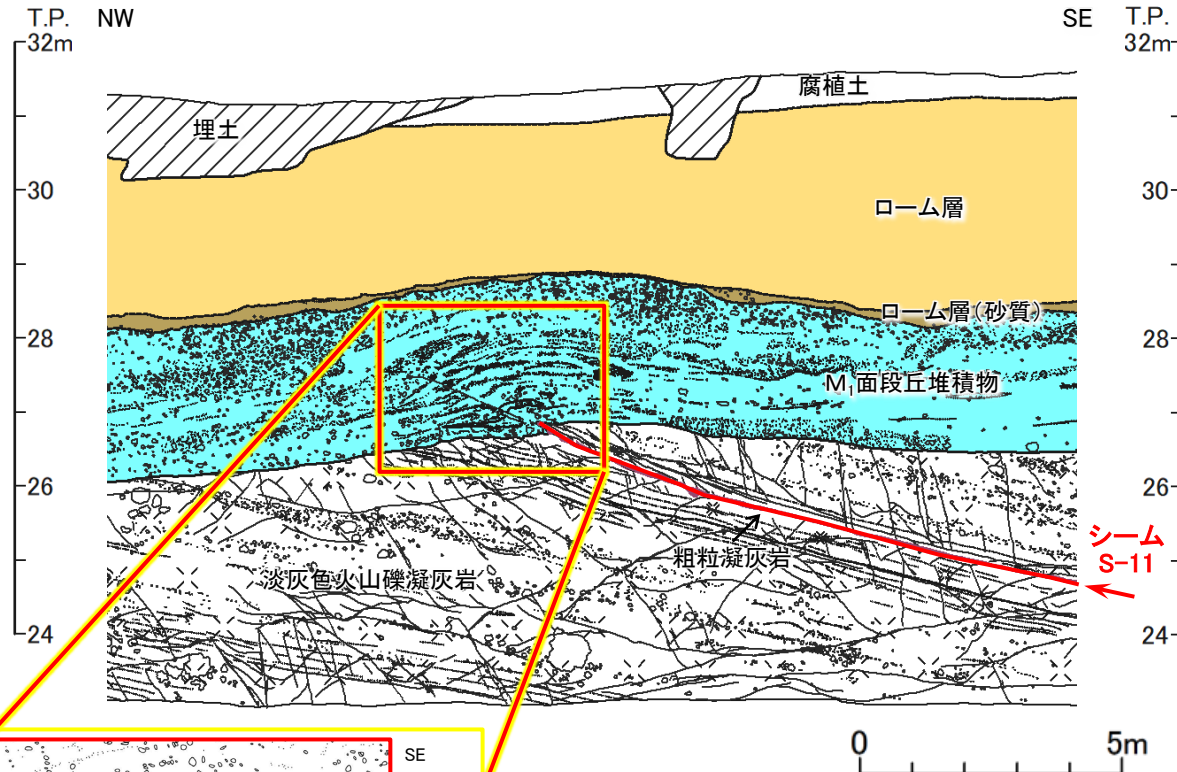 T.P. NW SE T.P.
32m 32m
腐植土
埋土
30 30
ローム層
ローム層(砂質)
28 28
M₁面段丘堆積物
26 26
シーム
S-11
粗粒凝灰岩
淡灰色火山礫凝灰岩
24 24
SE
0 5m